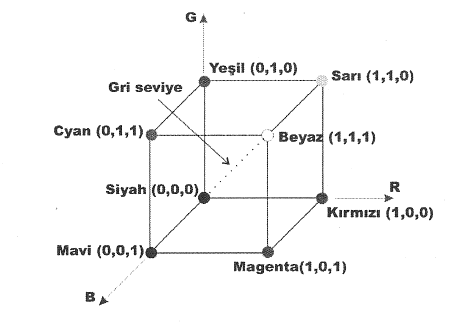 G
Yeşil (0,1,0)
Sarı (1,1,0)
Gri seviye
Cyan (0,1,1)
Beyaz (1,1,1)
Siyah (0,0,0)
R
Kırmızı (1,0,0)
Mavi (0,0,1)
Magenta(1,0,1)
B